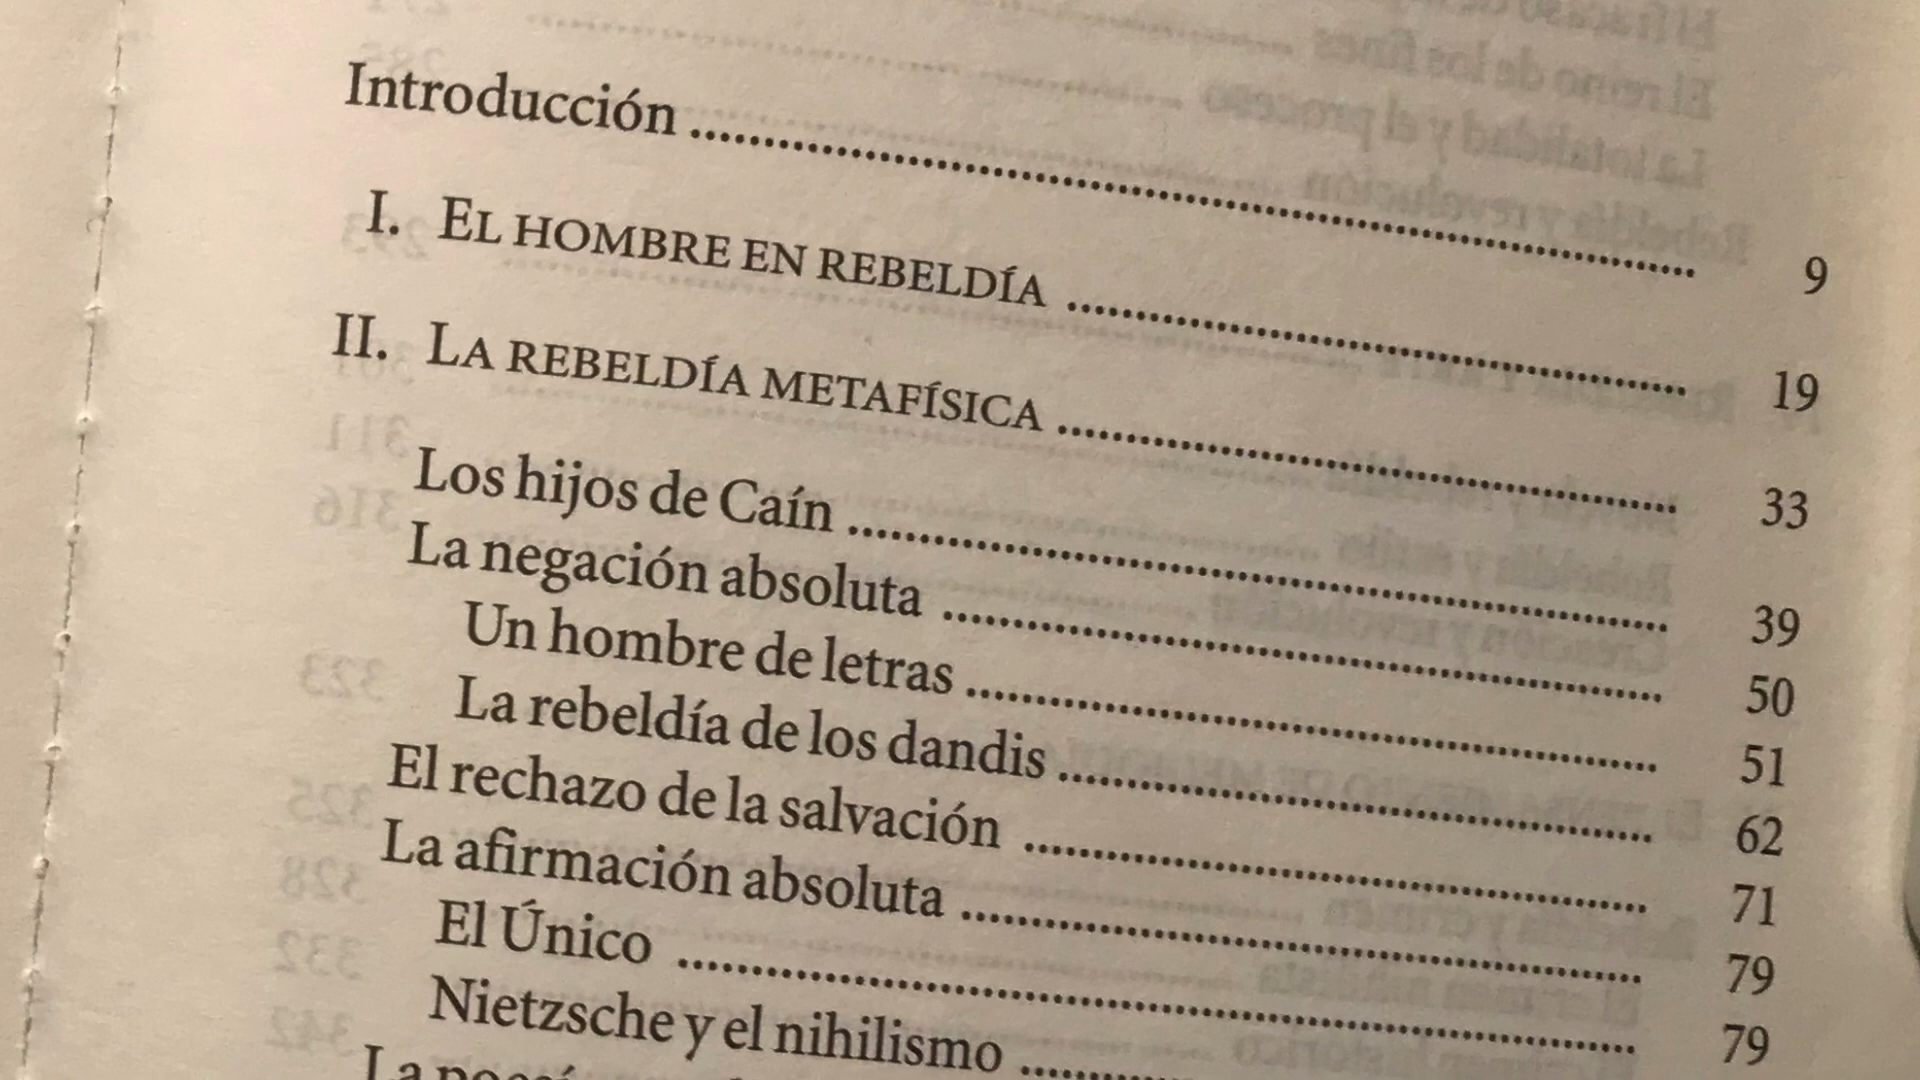 Introducción ........ 9
I. EL HOMBRE EN REBELDÍA ........ 19
II. LA REBELDÍA METAFÍSICA ........ 33
Los hijos de Caín ........ 39
La negación absoluta ........ 50
Un hombre de letras ........ 51
La rebeldía de los dandis ........ 62
El rechazo de la salvación ........ 71
La afirmación absoluta ........ 79
El Único ........ 79
Nietzsche y el nihilismo ........
La